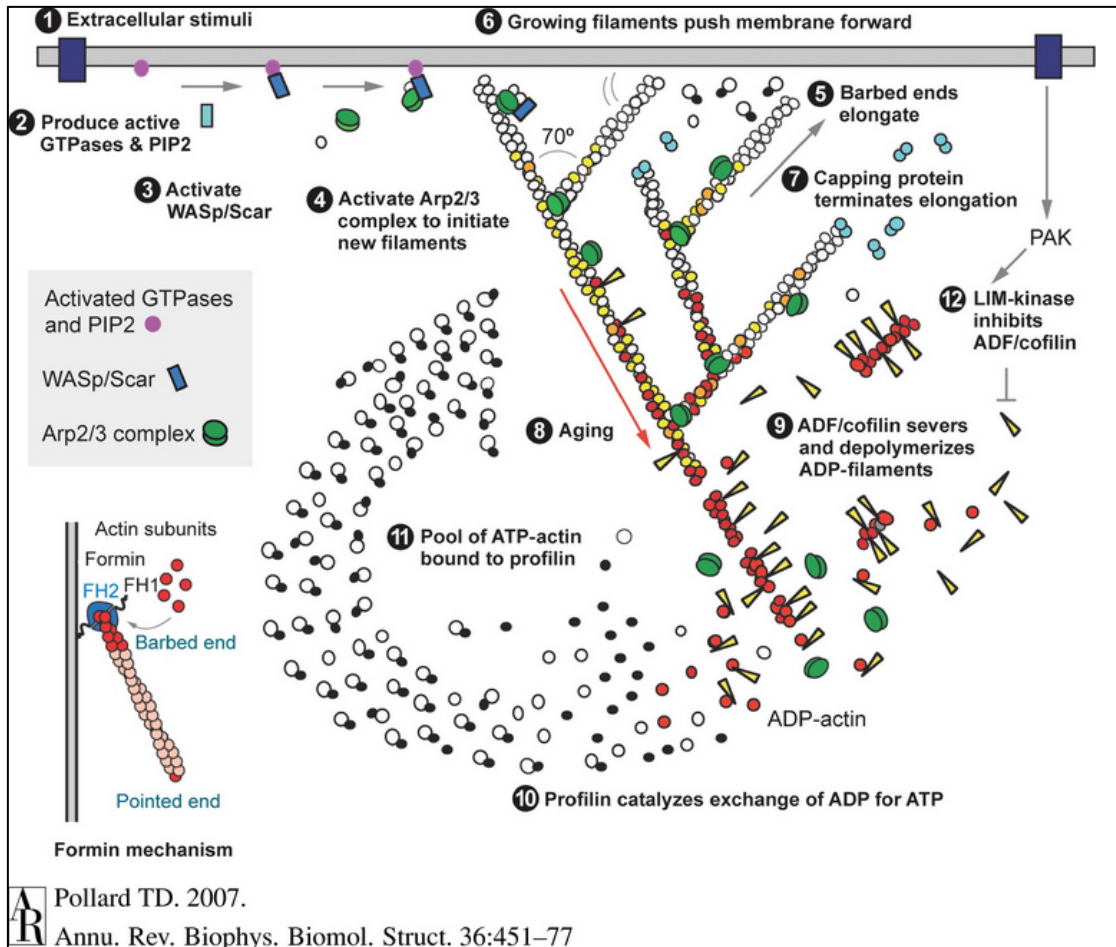 1 Extracellular stimuli
6 Growing filaments push membrane forward
2 Produce active
GTPases & PIP2
3 Activate
WASp/Scar
4 Activate Arp2/3
complex to initiate
new filaments
70º
5 Barbed ends
elongate
7 Capping protein
terminates elongation
PAK
12 LIM-kinase
inhibits
ADF/cofilin
Activated GTPases
and PIP2
WASp/Scar
Arp2/3 complex
8 Aging
9 ADF/cofilin severs
and depolymerizes
ADP-filaments
11 Pool of ATP-actin
bound to profilin
ADP-actin
10 Profilin catalyzes exchange of ADP for ATP
Actin subunits
Formin
FH1
FH2
Barbed end
Pointed end
Formin mechanism
AR
Pollard TD. 2007.
Annu. Rev. Biophys. Biomol. Struct. 36:451–77